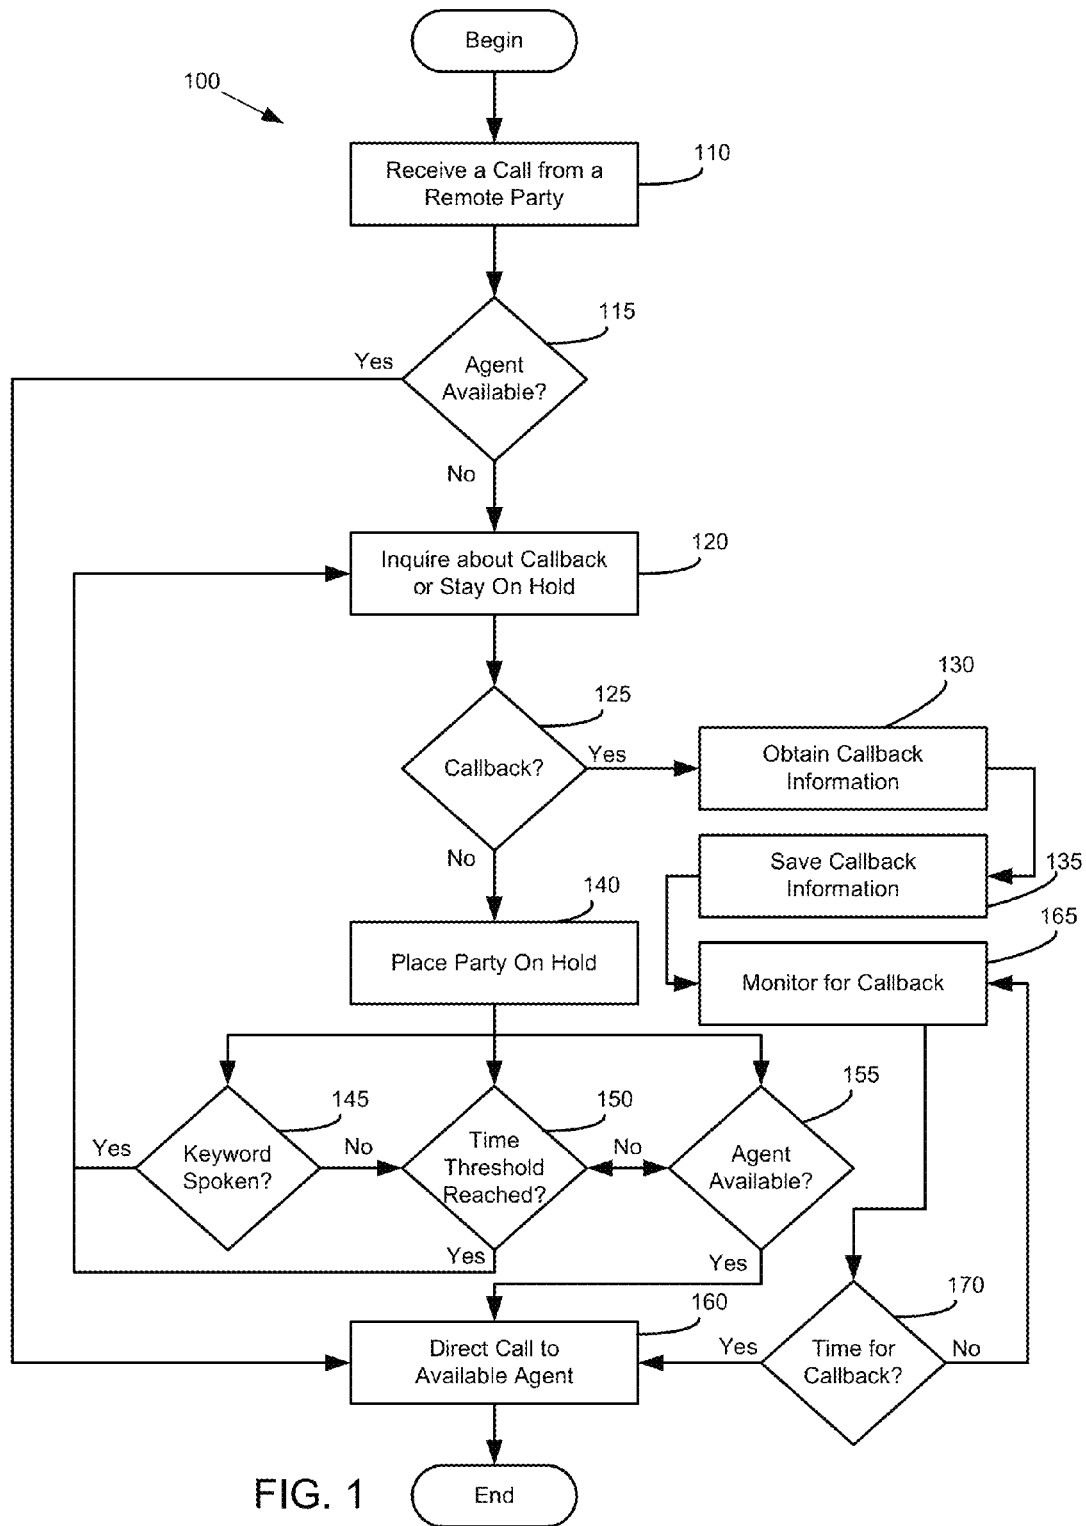 Begin
100
Receive a Call from a
Remote Party
110
115
Yes
Agent
Available?
No
Inquire about Callback
or Stay On Hold
120
125
Callback?
Yes
No
130
Obtain Callback
Information
Save Callback
Information
135
140
Place Party On Hold
165
Monitor for Callback
145
Yes
Keyword
Spoken?
No
150
Time
Threshold
Reached?
Yes
No
155
Agent
Available?
Yes
160
Direct Call to
Available Agent
170
Yes
Time for
Callback?
No
End
FIG. 1